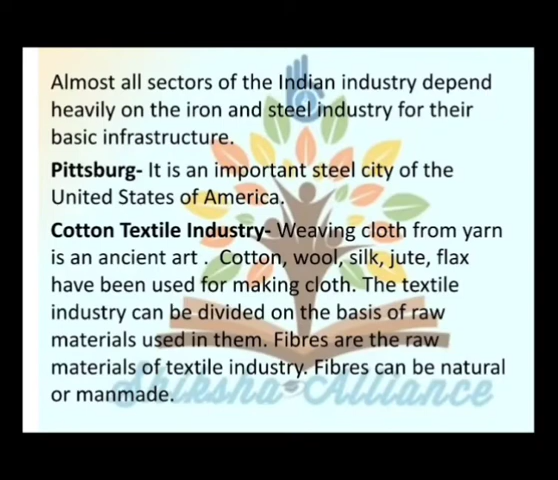 Almost all sectors of the Indian industry depend
heavily on the iron and steel industry for their
basic infrastructure.
Pittsburg- It is an important steel city of the
United States of America.
Cotton Textile Industry- Weaving cloth from yarn
is an ancient art . Cotton, wool, silk, jute, flax
have been used for making cloth. The textile
industry can be divided on the basis of raw
materials used in them. Fibres are the raw
materials of textile industry. Fibres can be natural
or manmade.
Shiksha Alliance